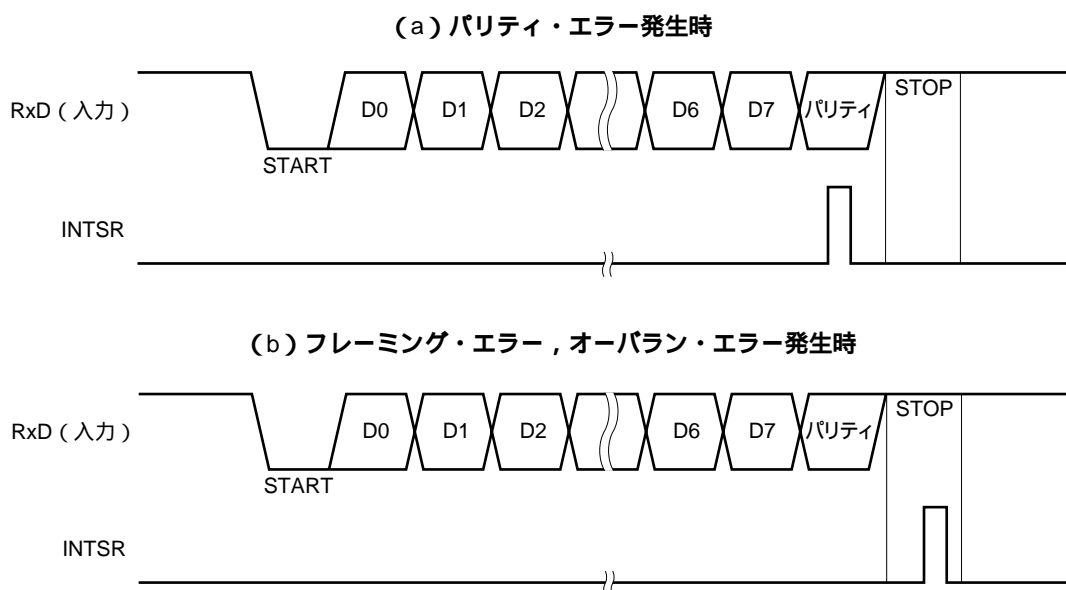 （a）パリティ・エラー発生時
RxD（入力）
D0 D1 D2 D6 D7 パリティ STOP
START
INTSR
（b）フレーミング・エラー，オーバラン・エラー発生時
RxD（入力）
D0 D1 D2 D6 D7 パリティ STOP
START
INTSR